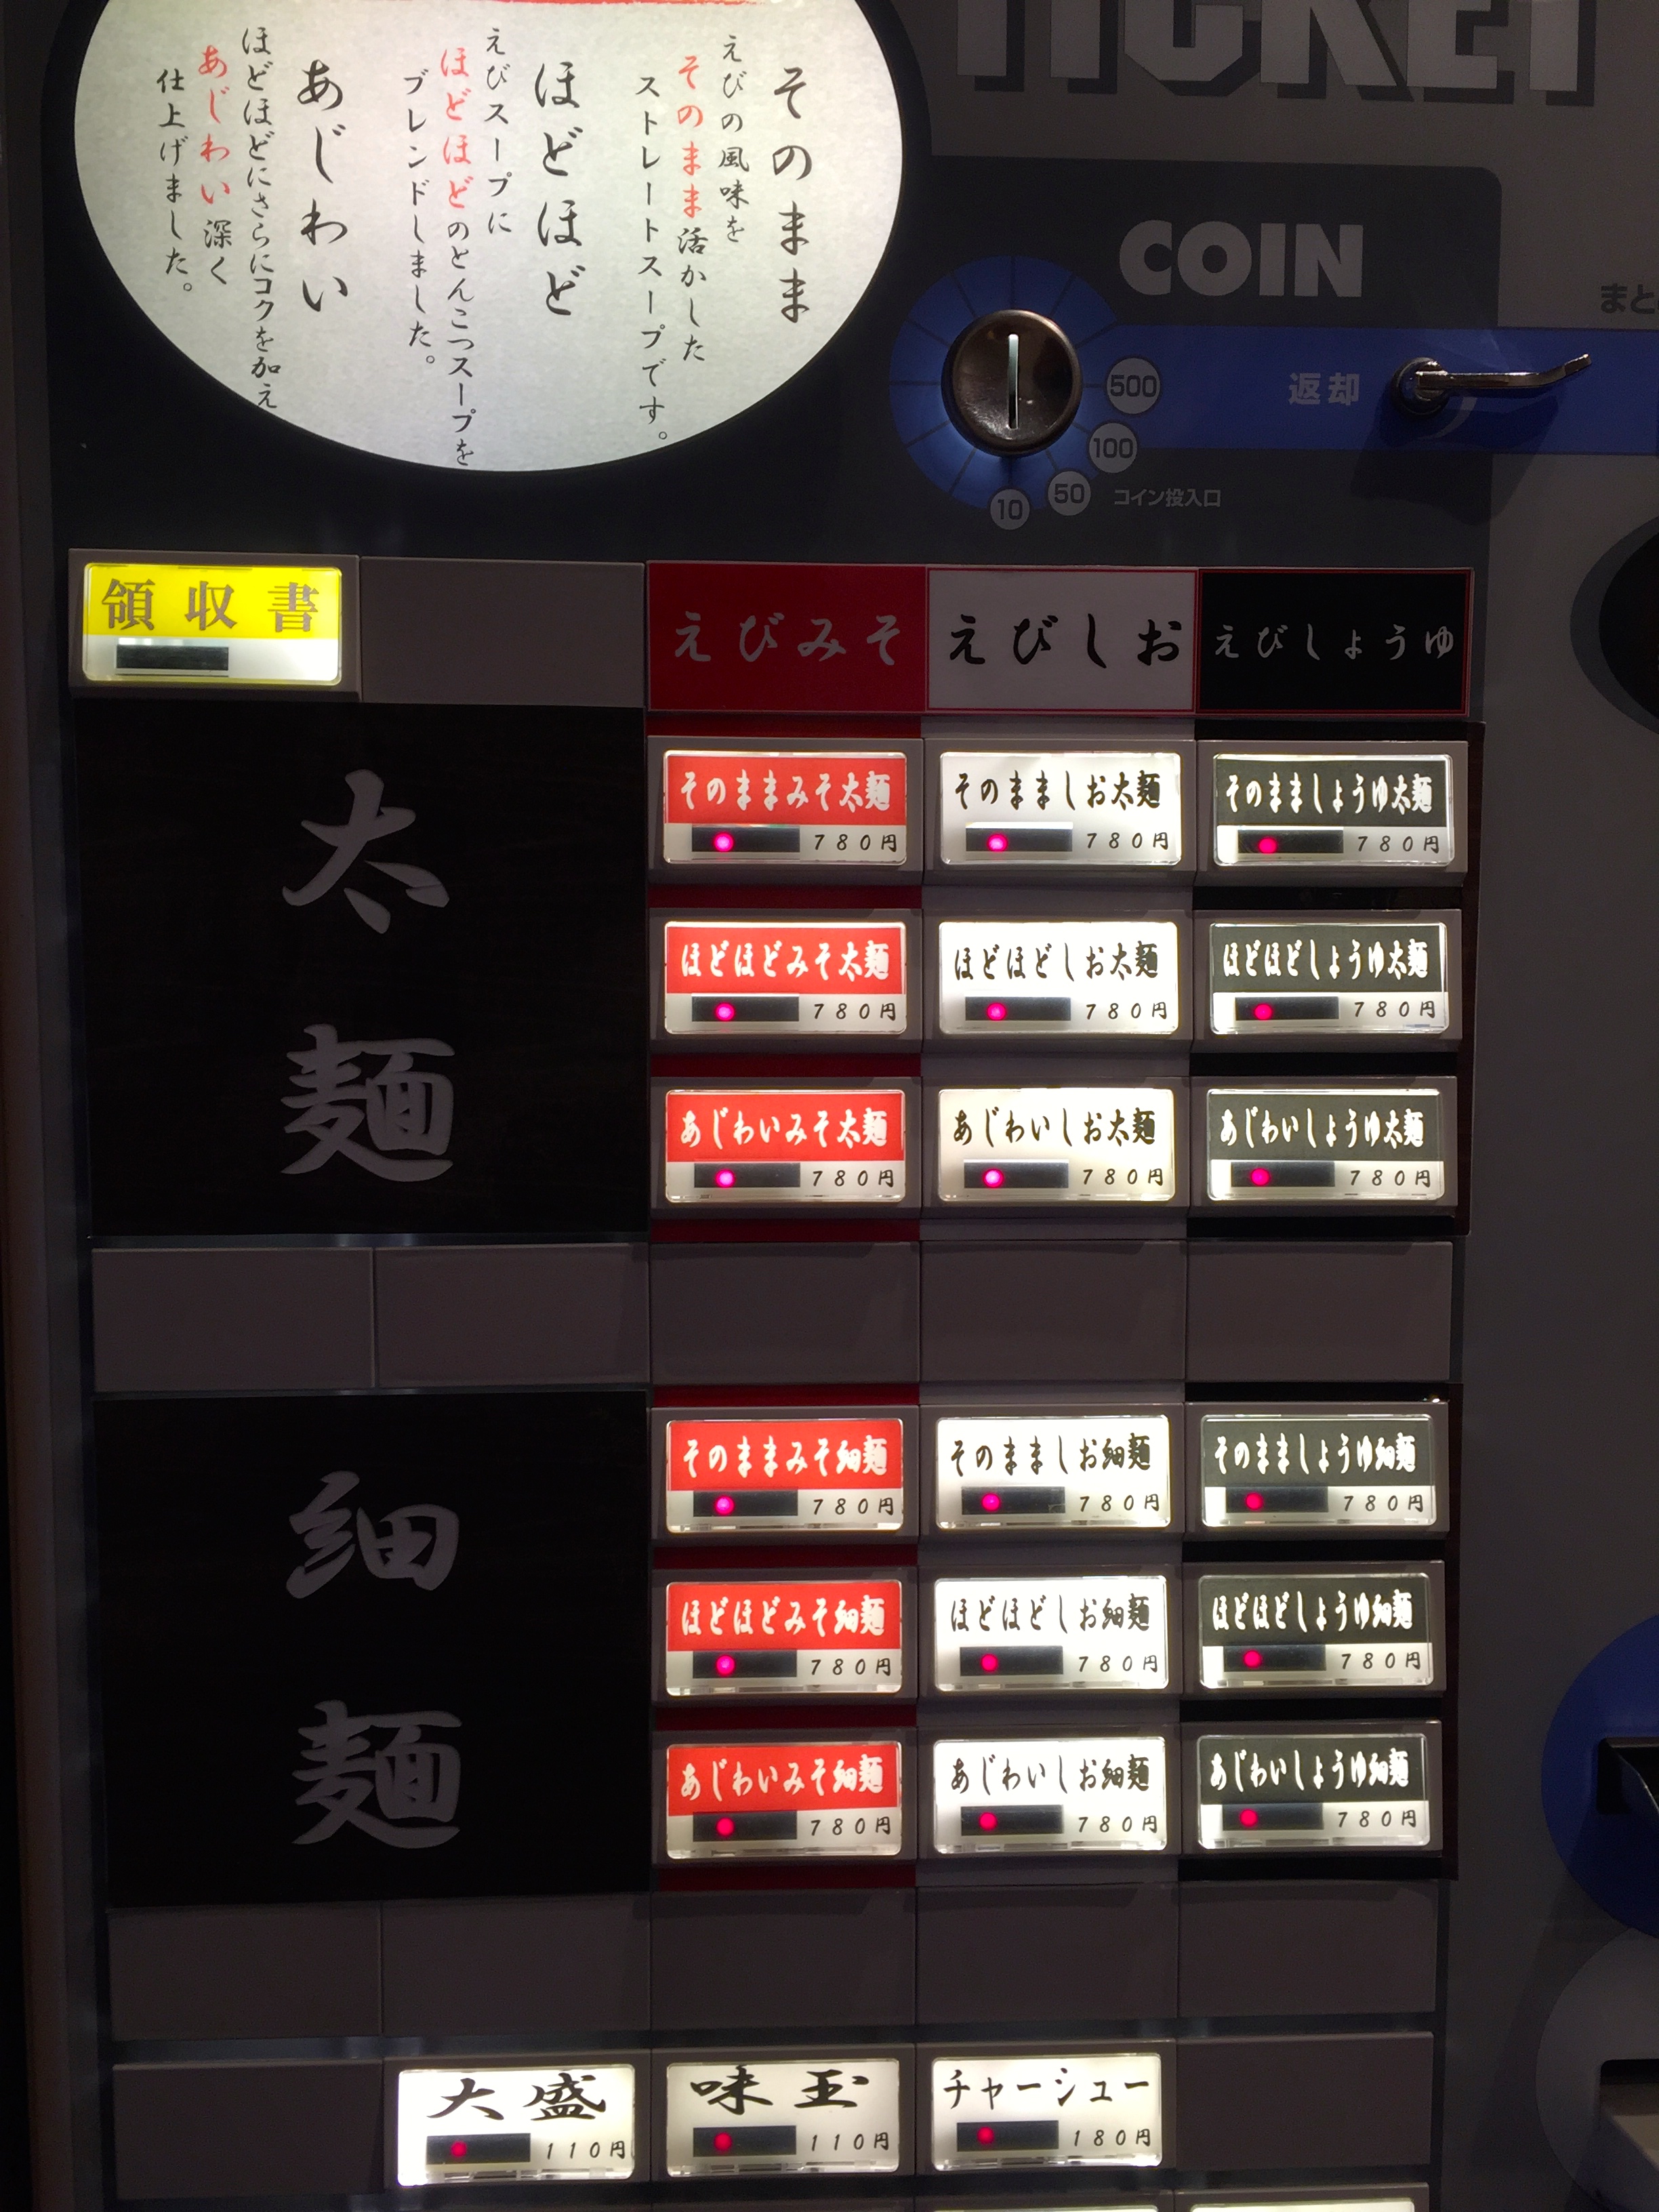 TICKET
そのまま
えびの風味を
そのまま活かした
ストレートスープです。
ほどほど
えびスープに
ほどほどのとんこつスープを
ブレンドしました。
あじわい
ほどほどにさらにコクを加え
あじわい深く
仕上げました。
COIN
まと
返却
500
100
50
10
コイン投入口
領収書
えびみそ
えびしお
えびしょうゆ
太麺
そのままみそ太麺
780円
そのまましお太麺
780円
そのまましょうゆ太麺
780円
ほどほどみそ太麺
780円
ほどほどしお太麺
780円
ほどほどしょうゆ太麺
780円
あじわいみそ太麺
780円
あじわいしお太麺
780円
あじわいしょうゆ太麺
780円
細麺
そのままみそ細麺
780円
そのまましお細麺
780円
そのまましょうゆ細麺
780円
ほどほどみそ細麺
780円
ほどほどしお細麺
780円
ほどほどしょうゆ細麺
780円
あじわいみそ細麺
780円
あじわいしお細麺
780円
あじわいしょうゆ細麺
780円
大盛
110円
味玉
110円
チャーシュー
180円